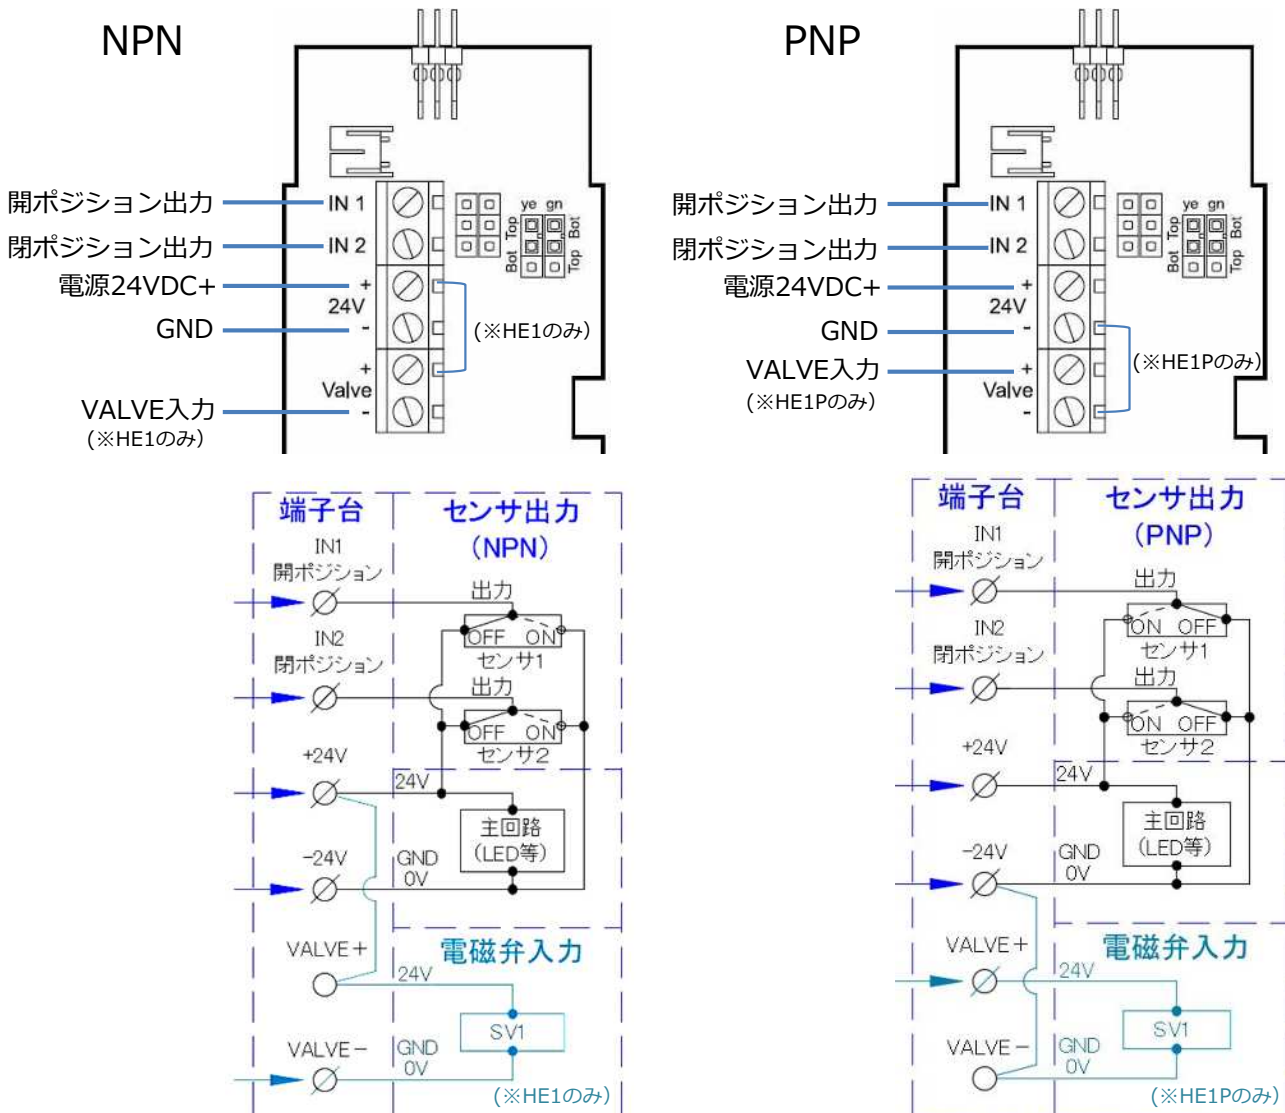 NPN
開ポジション出力
閉ポジション出力
電源24VDC+
GND
VALVE入力
(※HE1のみ)
IN 1
IN 2
+
24V
-
+
Valve
-
ye gn
Top
Bot
Bot
Top
(※HE1のみ)
PNP
開ポジション出力
閉ポジション出力
電源24VDC+
GND
VALVE入力
(※HE1Pのみ)
IN 1
IN 2
+
24V
-
+
Valve
-
ye gn
Top
Bot
Bot
Top
(※HE1Pのみ)
端子台
センサ出力
(NPN)
IN1
開ポジション
出力
OFF ON
センサ1
IN2
閉ポジション
出力
OFF ON
センサ2
+24V
24V
主回路
(LED等)
-24V
GND
0V
電磁弁入力
VALVE+
24V
SV1
VALVE-
GND
0V
(※HE1のみ)
端子台
センサ出力
(PNP)
IN1
開ポジション
出力
ON OFF
センサ1
IN2
閉ポジション
出力
ON OFF
センサ2
+24V
24V
主回路
(LED等)
-24V
GND
0V
電磁弁入力
VALVE+
24V
SV1
VALVE-
GND
0V
(※HE1Pのみ)